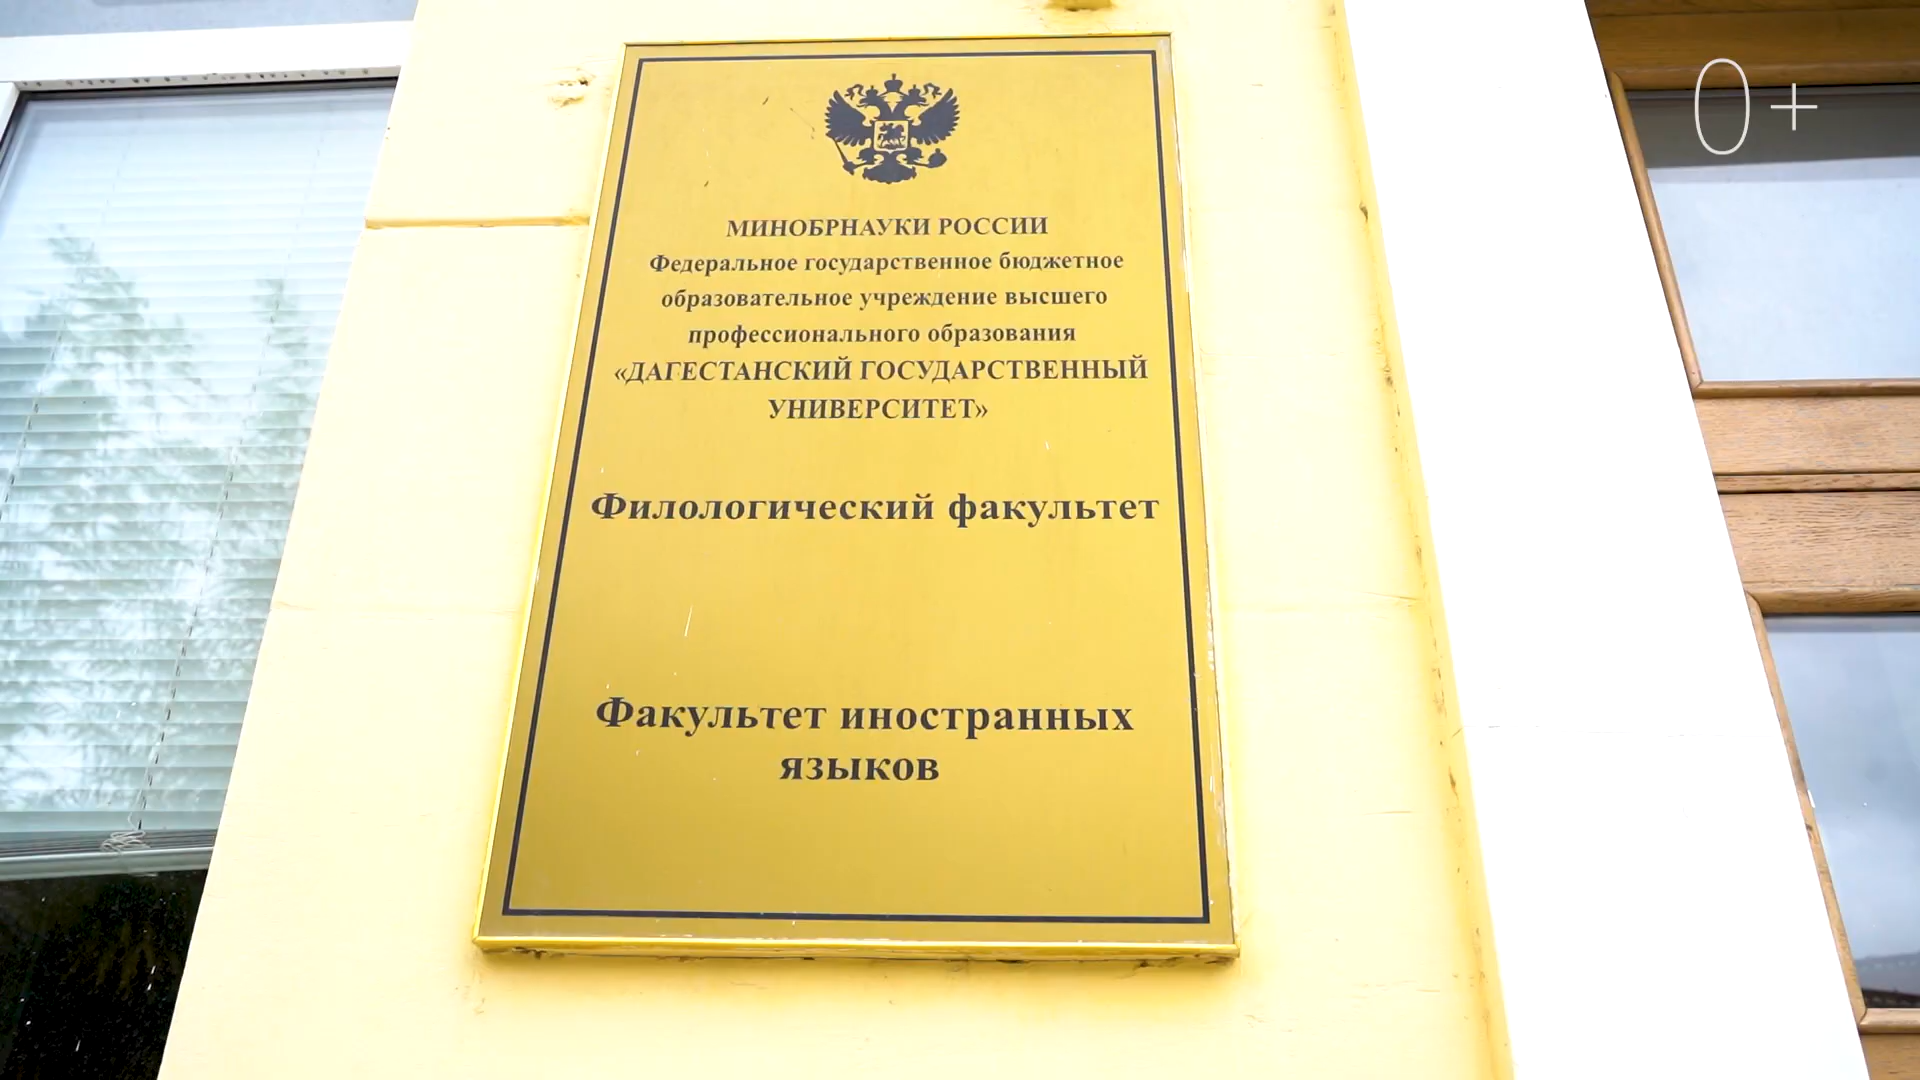 0+
МИНОБРНАУКИ РОССИИ
Федеральное государственное бюджетное
образовательное учреждение высшего
профессионального образования
«ДАГЕСТАНСКИЙ ГОСУДАРСТВЕННЫЙ
УНИВЕРСИТЕТ»
Филологический факультет
Факультет иностранных
языков